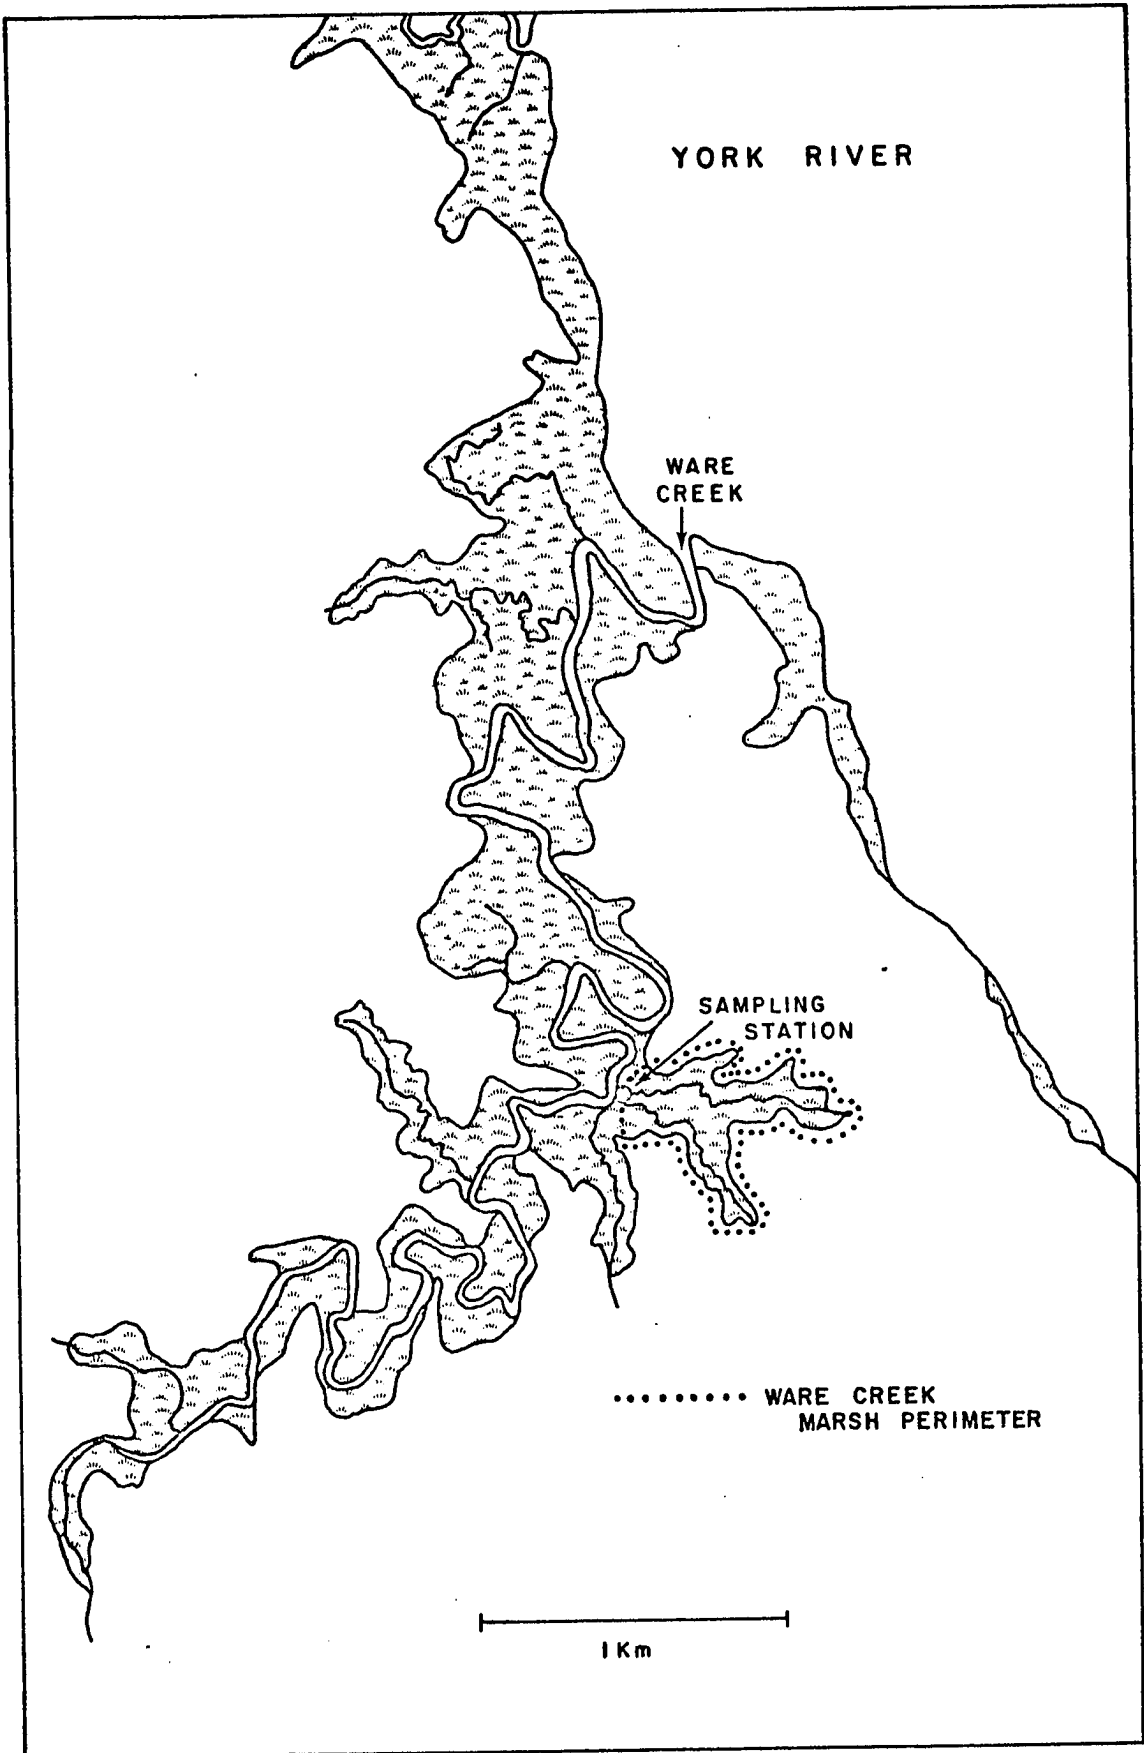 YORK RIVER
WARE
CREEK
SAMPLING
STATION
WARE CREEK
MARSH PERIMETER
1 Km